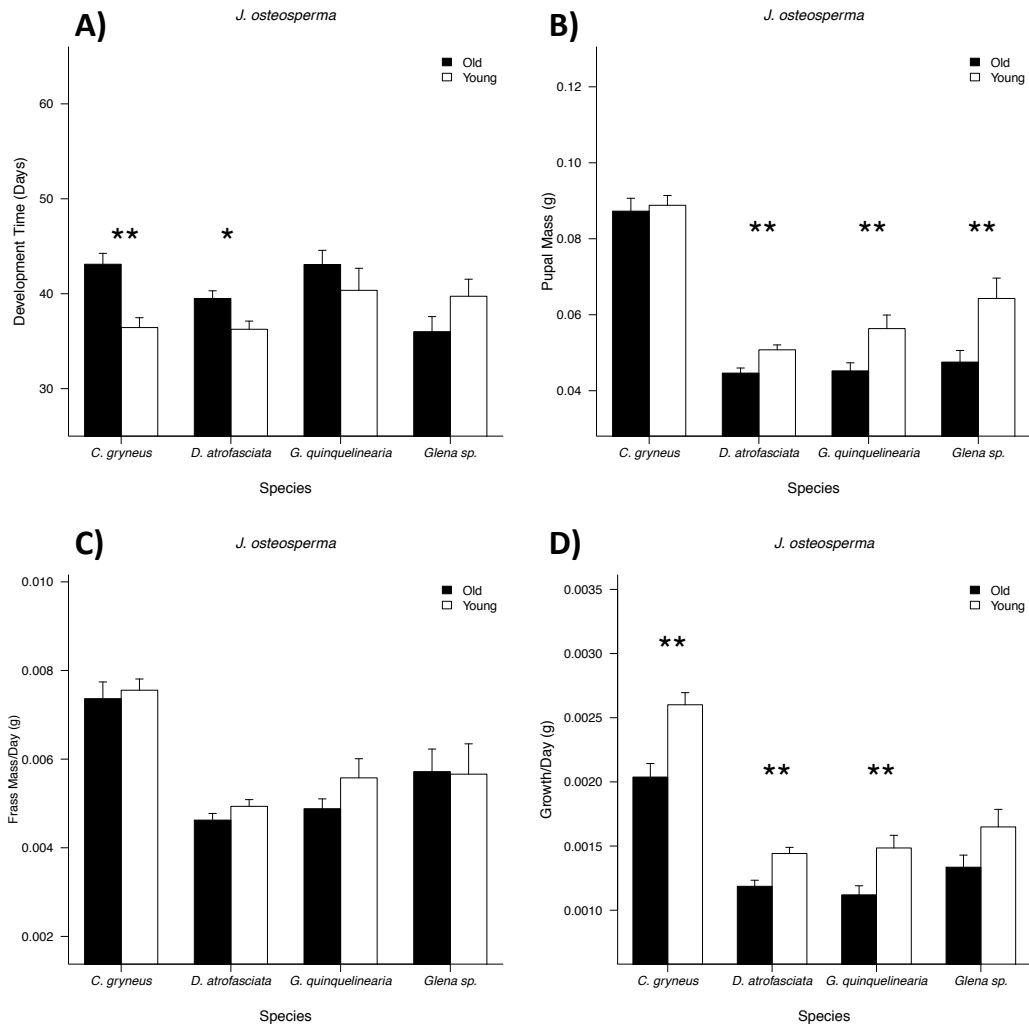 A)
J. osteosperma
Old
Young
60
50
40
30
Development Time (Days)
**
*
C. gryneus
D. atrofasciata
G. quinquelinearia
Glena sp.
Species
B)
J. osteosperma
Old
Young
0.12
0.10
0.08
0.06
0.04
Pupal Mass (g)
**
**
**
C. gryneus
D. atrofasciata
G. quinquelinearia
Glena sp.
Species
C)
J. osteosperma
Old
Young
0.010
0.008
0.006
0.004
0.002
Frass Mass/Day (g)
C. gryneus
D. atrofasciata
G. quinquelinearia
Glena sp.
Species
D)
J. osteosperma
Old
Young
0.0035
0.0030
0.0025
0.0020
0.0015
0.0010
Growth/Day (g)
**
**
**
C. gryneus
D. atrofasciata
G. quinquelinearia
Glena sp.
Species